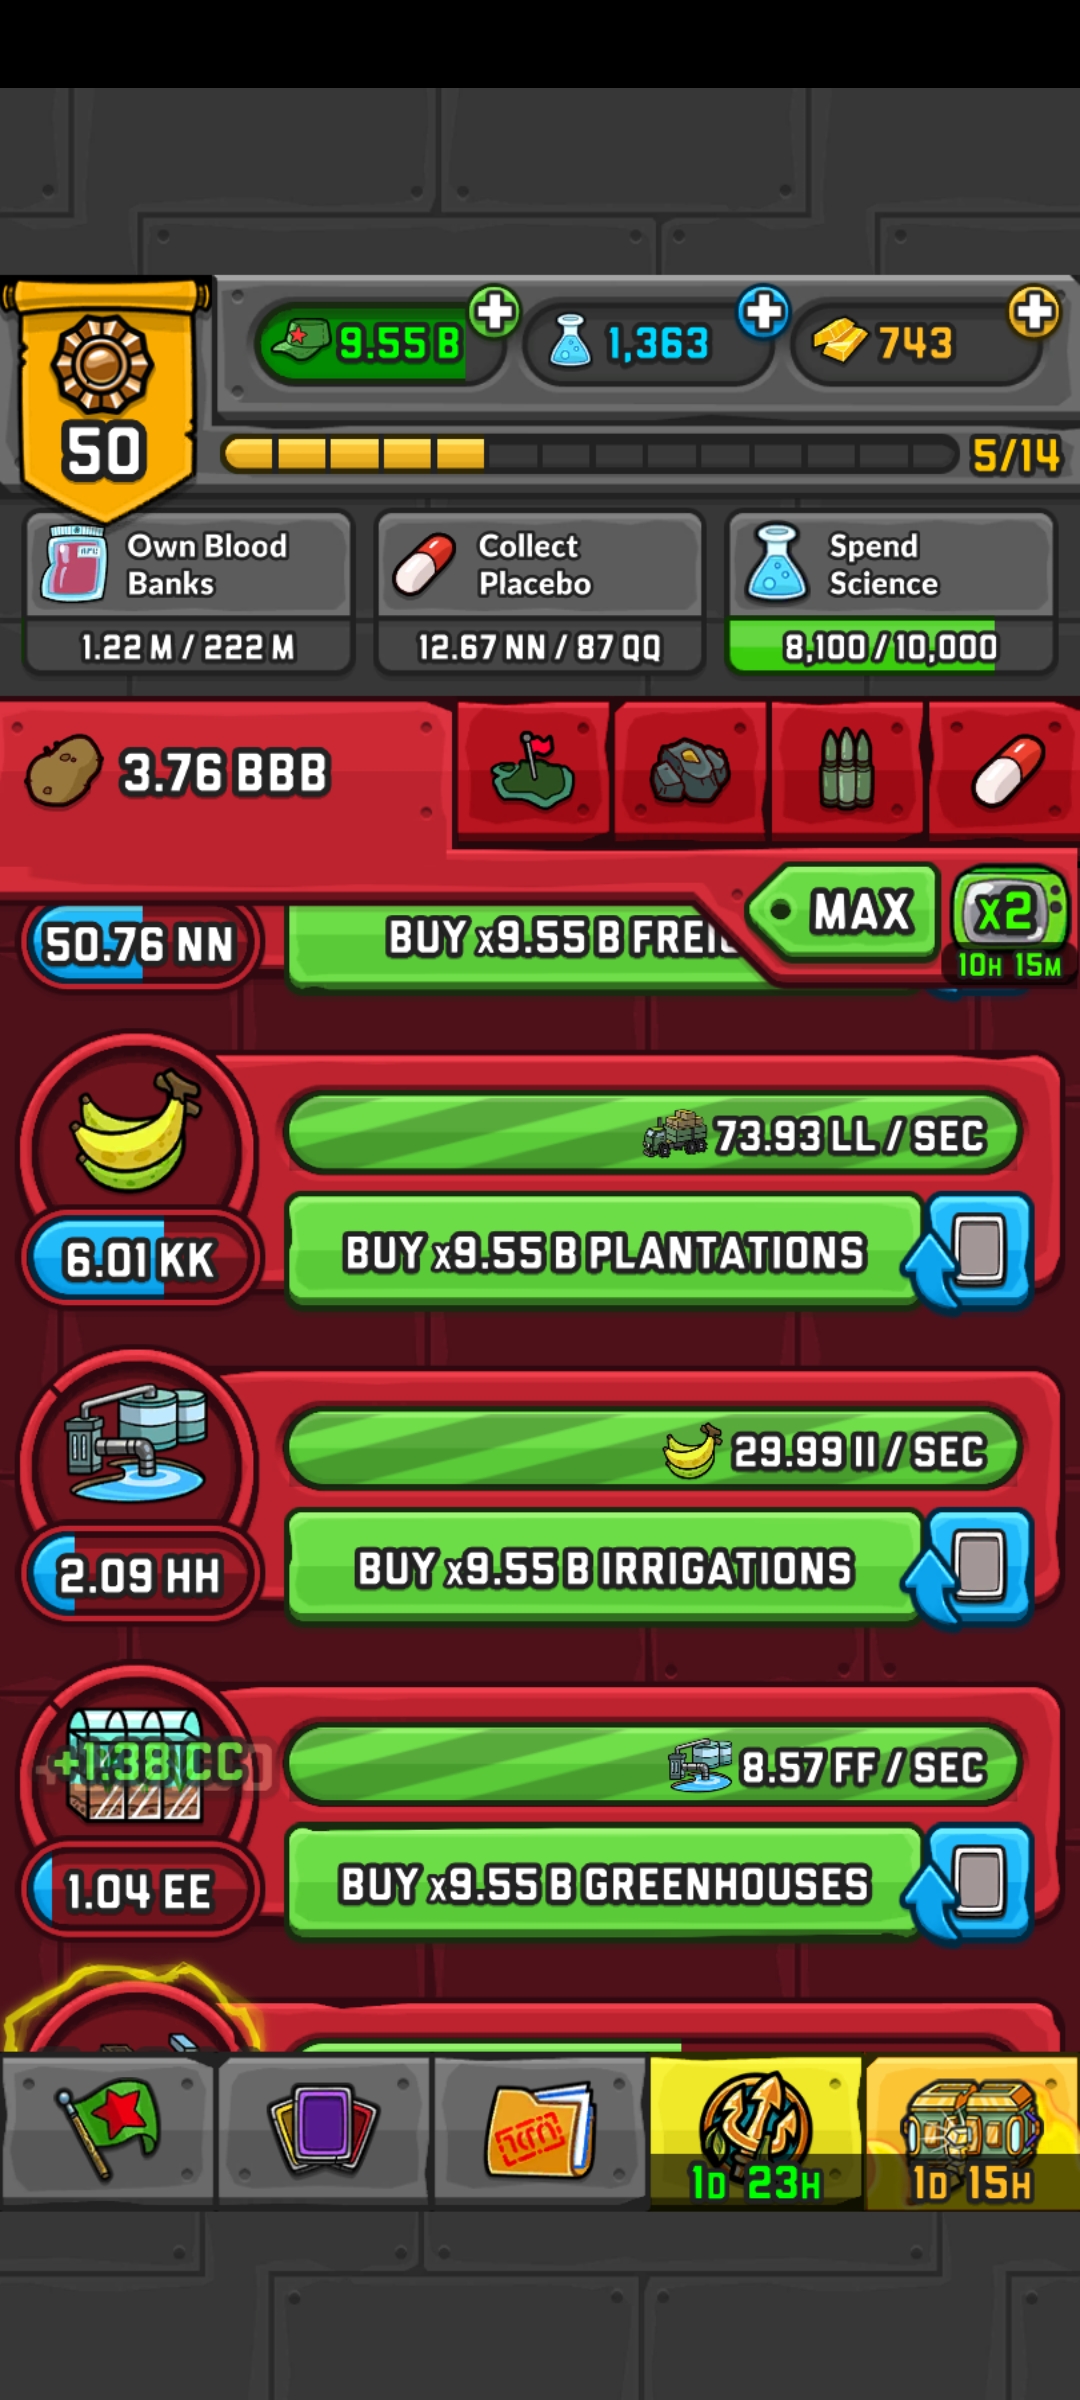 9.55 B
1,363
743
50
5/14
Own Blood
Banks
1.22 M / 222 M
Collect
Placebo
12.67 NN / 87 QQ
Spend
Science
8,100 / 10,000
3.76 BBB
MAX
x2
10H 15M
50.76 NN
BUY x9.55 B
73.93 LL / SEC
6.01 KK
BUY x9.55 B PLANTATIONS
29.99 II / SEC
2.09 HH
BUY x9.55 B IRRIGATIONS
+1.38 CC
8.57 FF / SEC
1.04 EE
BUY x9.55 B GREENHOUSES
1D 23H
1D 15H